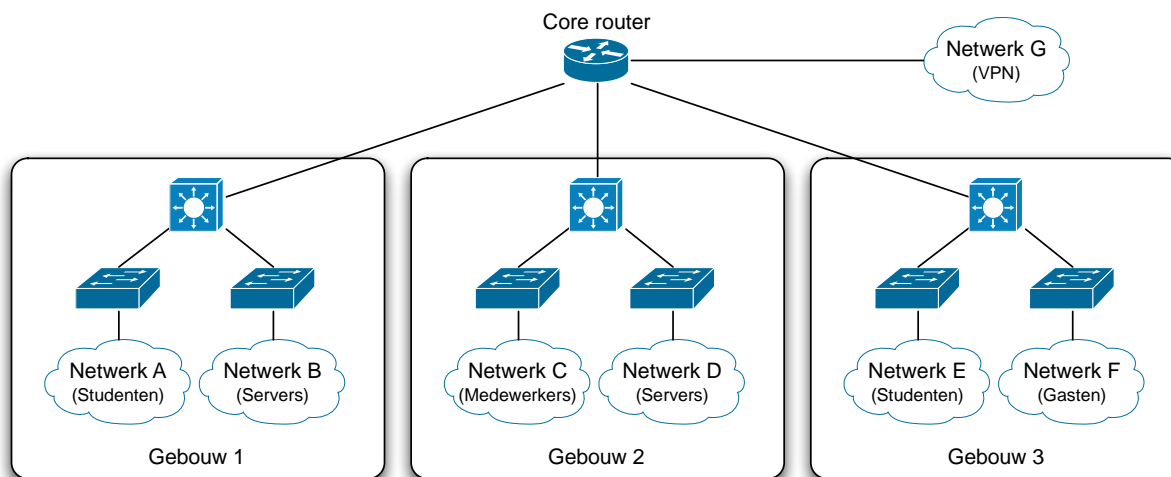 Core router
Netwerk G
(VPN)
Netwerk A
(Studenten)
Netwerk B
(Servers)
Netwerk C
(Medewerkers)
Netwerk D
(Servers)
Netwerk E
(Studenten)
Netwerk F
(Gasten)
Gebouw 1
Gebouw 2
Gebouw 3